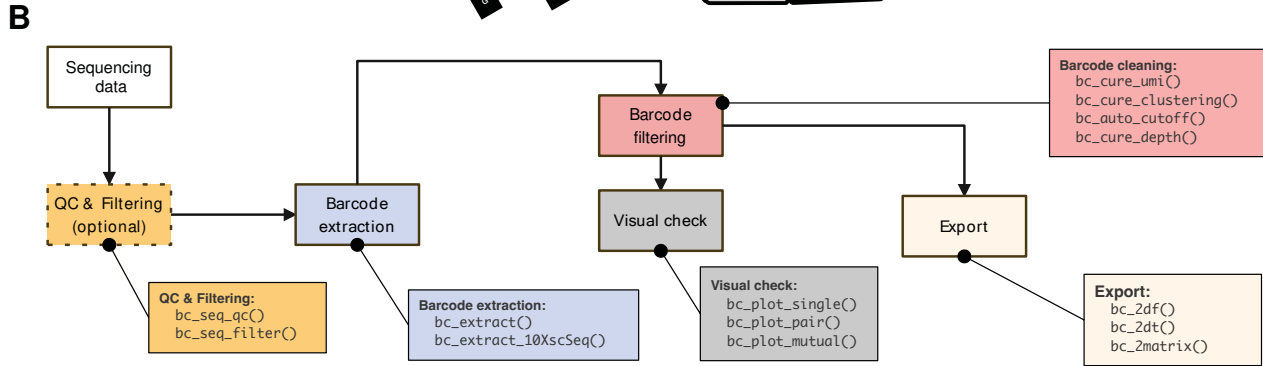 B
Sequencing
data
QC & Filtering
(optional)
Barcode
extraction
Barcode
filtering
Visual check
Export
Barcode cleaning:
bc_cure_umi()
bc_cure_clustering()
bc_auto_cutoff()
bc_cure_depth()
QC & Filtering:
bc_seq_qc()
bc_seq_filter()
Barcode extraction:
bc_extract()
bc_extract_10XscSeq()
Visual check:
bc_plot_single()
bc_plot_pair()
bc_plot_mutual()
Export:
bc_2df()
bc_2dt()
bc_2matrix()